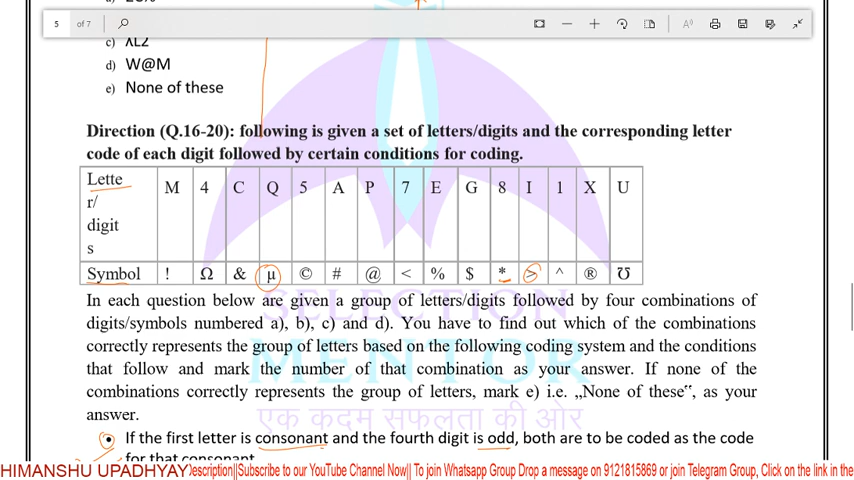 5 of 7
c) λL2
d) W@M
e) None of these
Direction (Q.16-20): following is given a set of letters/digits and the corresponding letter
code of each digit followed by certain conditions for coding.
Lette M 4 C Q 5 A P 7 E G 8 I 1 X U
r/
digit
s
Symbol ! Ω & µ © # @ < % $ * > ^ ® ℧
In each question below are given a group of letters/digits followed by four combinations of
digits/symbols numbered a), b), c) and d). You have to find out which of the combinations
correctly represents the group of letters based on the following coding system and the conditions
that follow and mark the number of that combination as your answer. If none of the
combinations correctly represents the group of letters, mark e) i.e. „None of these‟, as your
answer.
SELECTION
MENTOR
एक कदम सफलता की ओर
• If the first letter is consonant and the fourth digit is odd, both are to be coded as the code
for that consonant
HIMANSHU UPADHYAY Description||Subscribe to our YouTube Channel Now|| To join Whatsapp Group Drop a message on 9121815869 or join Telegram Group, Click on the link in the